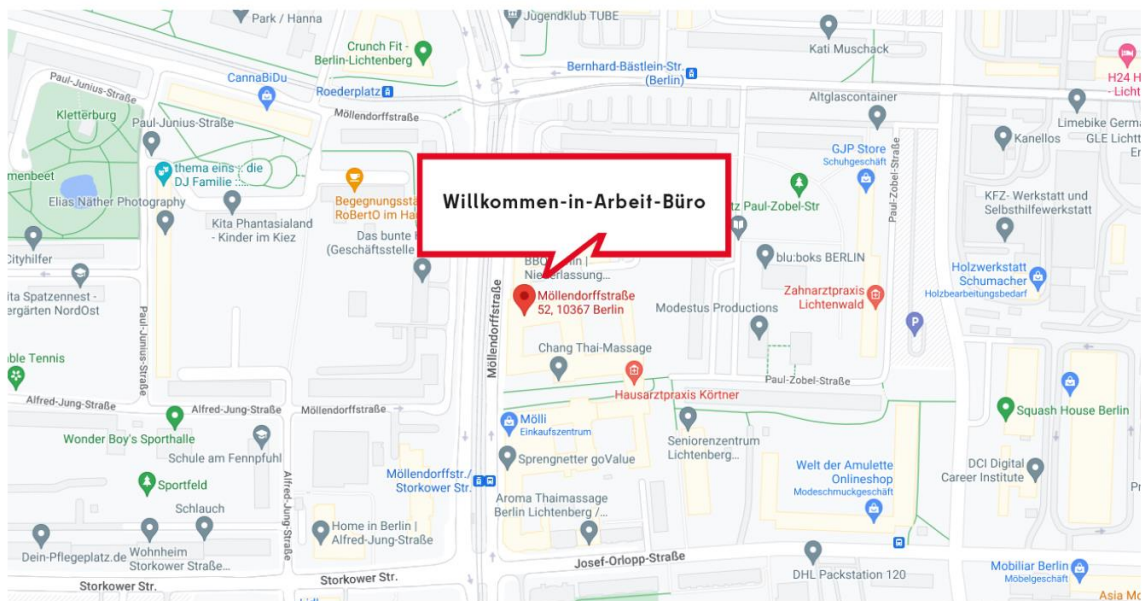 Park / Hanna
Jugendklub TUBE
Crunch Fit -
Berlin-Lichtenberg
Kati Muschack
Bernhard-Bästlein-Str.
(Berlin)
H24 H
- Licht
Paul-Junius-Straße
CannaBiDu
Roederplatz
Altglascontainer
Kletterburg
Möllendorffstraße
Paul-Junius-Straße
Limebike Germa
GLE Lichtt
Kanellos
GJP Store
Schuhgeschäft
thema eins :. die
DJ Familie :...
menbeet
Elias Näther Photography
Willkommen-in-Arbeit-Büro
Begegnungsstä
RoBertO im Ha
tz Paul-Zobel-Str
Paul-Zobel-Straße
KFZ- Werkstatt und
Selbsthilfewerkstatt
Kita Phantasialand
- Kinder im Kiez
Das bunte
(Geschäftsstelle
Cityhilfer
blu:boks BERLIN
Holzwerkstatt
Schumacher
Holzbearbeitungsbedarf
ita Spatzennest -
ergärten NordOst
Möllendorffstraße
52, 10367 Berlin
Möllendorffstraße
Modestus Productions
Zahnarztpraxis
Lichtenwald
P
Paul-Junius-Straße
Chang Thai-Massage
able Tennis
Paul-Zobel-Straße
Hausarztpraxis Körtner
Alfred-Jung-Straße
Alfred-Jung-Straße
Möllendorffstraße
Mölli
Einkaufszentrum
Squash House Berlin
Wonder Boy's Sporthalle
Schule am Fennpfuhl
Seniorenzentrum
Lichtenberg...
Sprengnetter goValue
Welt der Amulette
Onlineshop
Modeschmuckgeschäft
DCI Digital
Career Institute
Möllendorffstr./
Storkower Str.
Sportfeld
Alfred-Jung-Straße
Schlauch
Aroma Thaimassage
Berlin Lichtenberg /...
Home in Berlin |
Alfred-Jung-Straße
Dein-Pflegeplatz.de
Wohnheim
Storkower Straße...
Josef-Orlopp-Straße
DHL Packstation 120
Mobiliar Berlin
Möbelgeschäft
Storkower Str.
Storkower Str.
Asia Mo